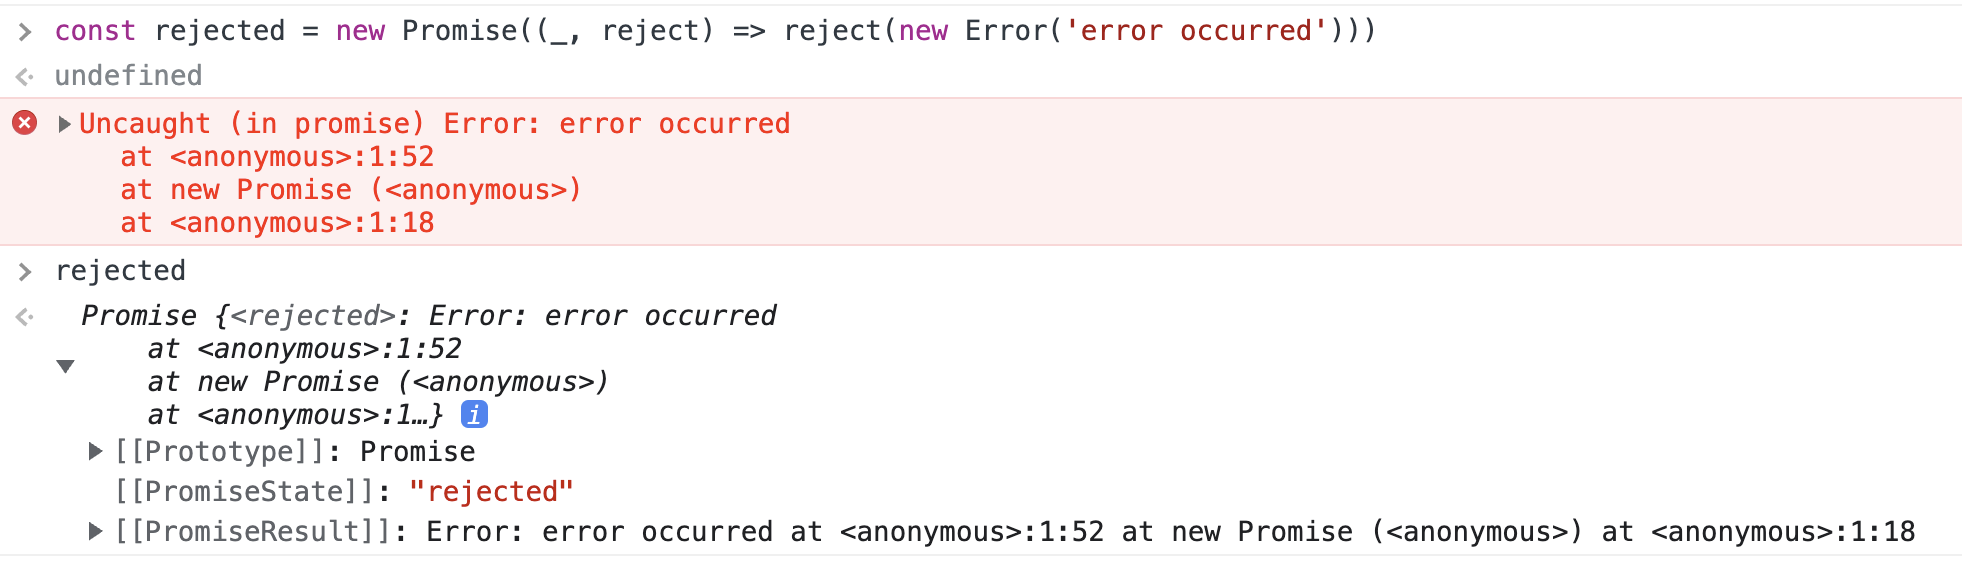 const rejected = new Promise((_, reject) => reject(new Error('error occurred')))
undefined
Uncaught (in promise) Error: error occurred
at <anonymous>:1:52
at new Promise (<anonymous>)
at <anonymous>:1:18
rejected
Promise {<rejected>: Error: error occurred
at <anonymous>:1:52
at new Promise (<anonymous>)
at <anonymous>:1…} i
[[Prototype]]: Promise
[[PromiseState]]: "rejected"
[[PromiseResult]]: Error: error occurred at <anonymous>:1:52 at new Promise (<anonymous>) at <anonymous>:1:18